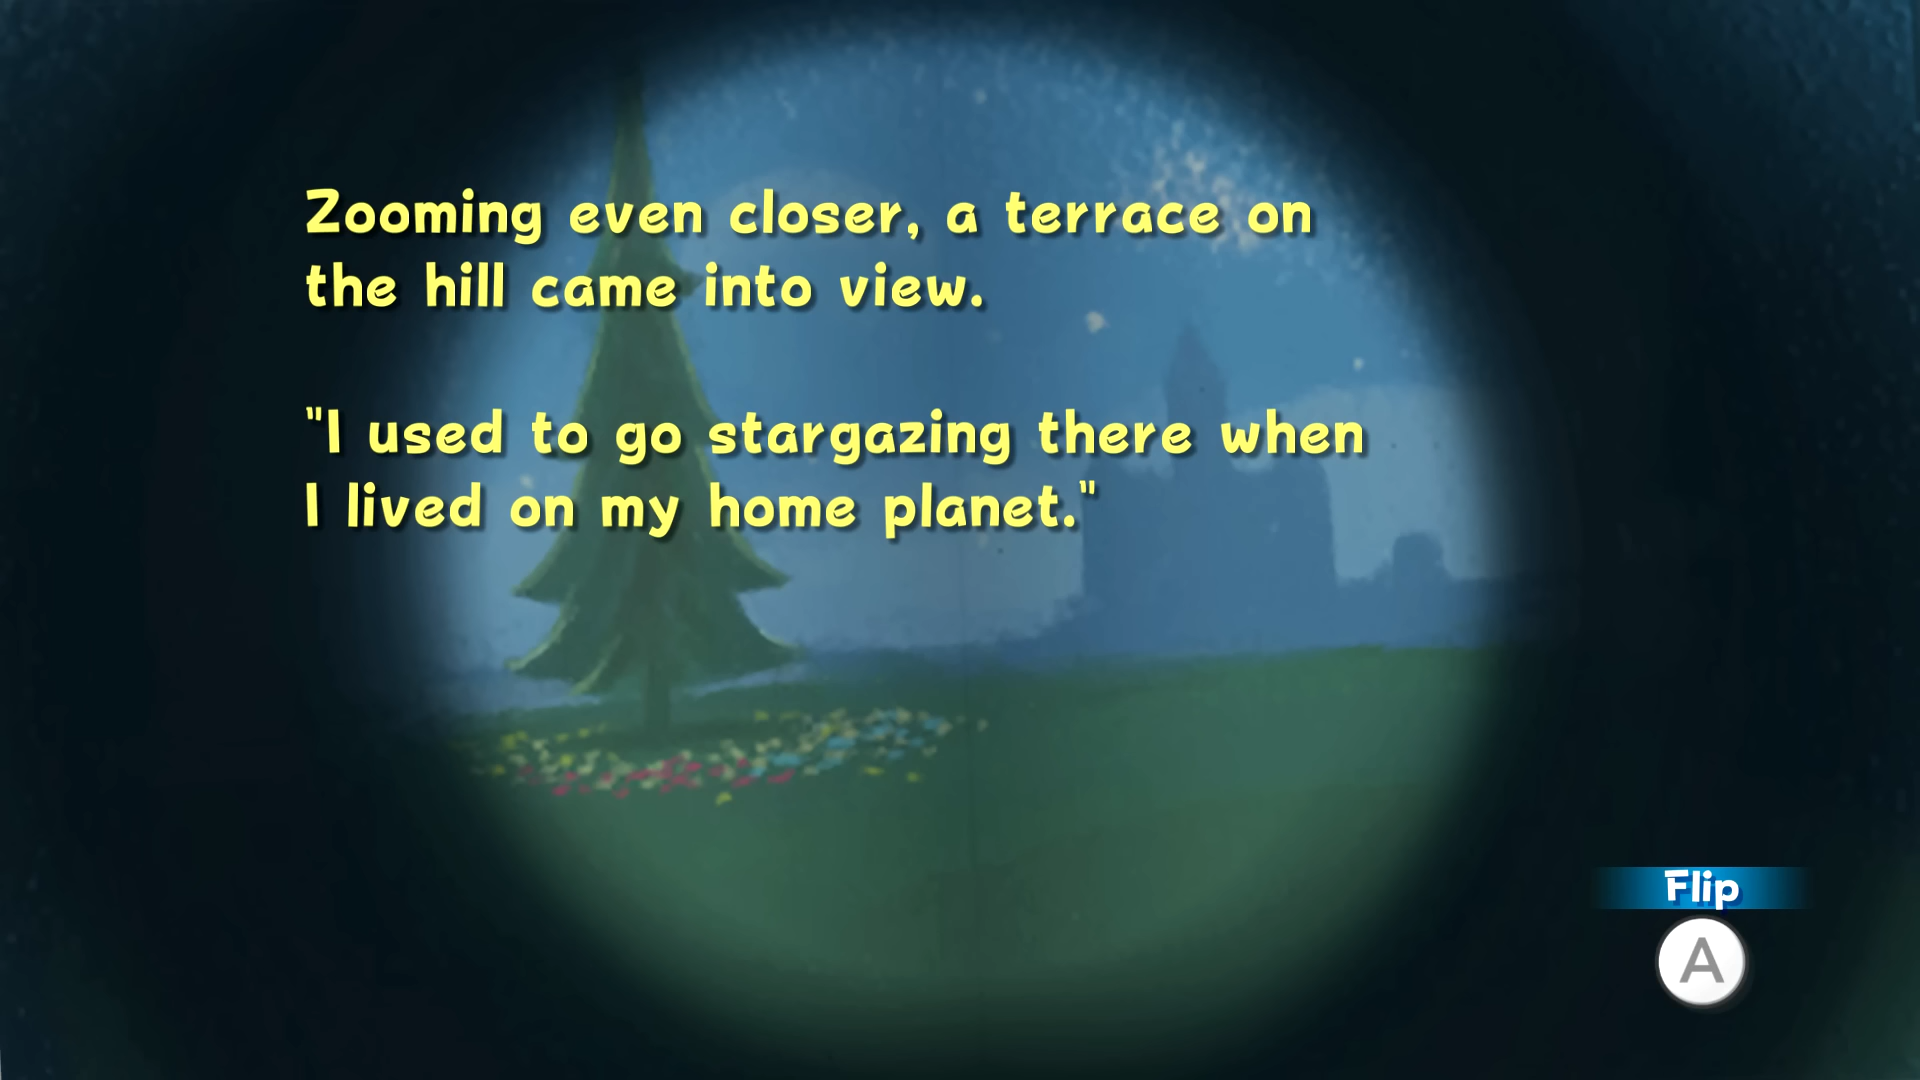 Zooming even closer, a terrace on
the hill came into view.
"I used to go stargazing there when
I lived on my home planet."
Flip
A